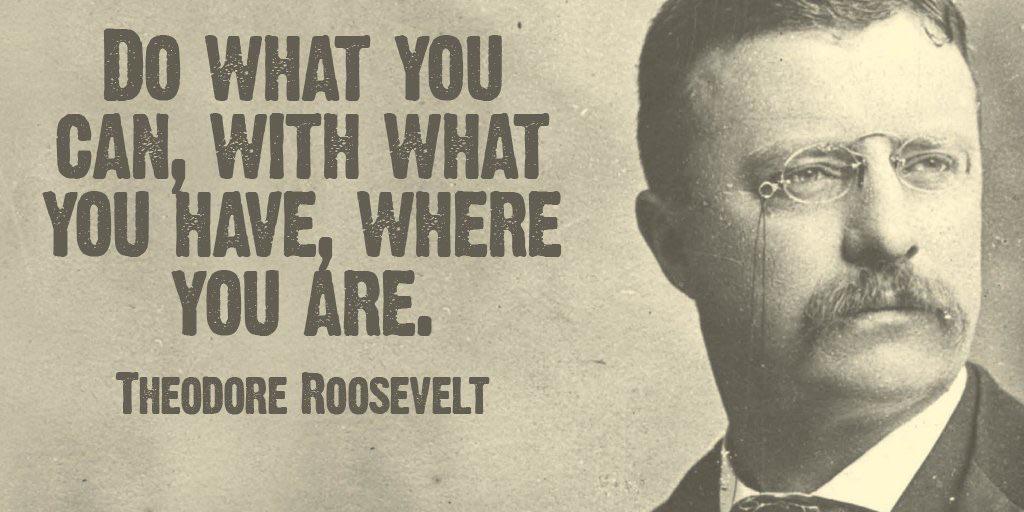 Do what you
can, with what
you have, where
you are.
Theodore Roosevelt